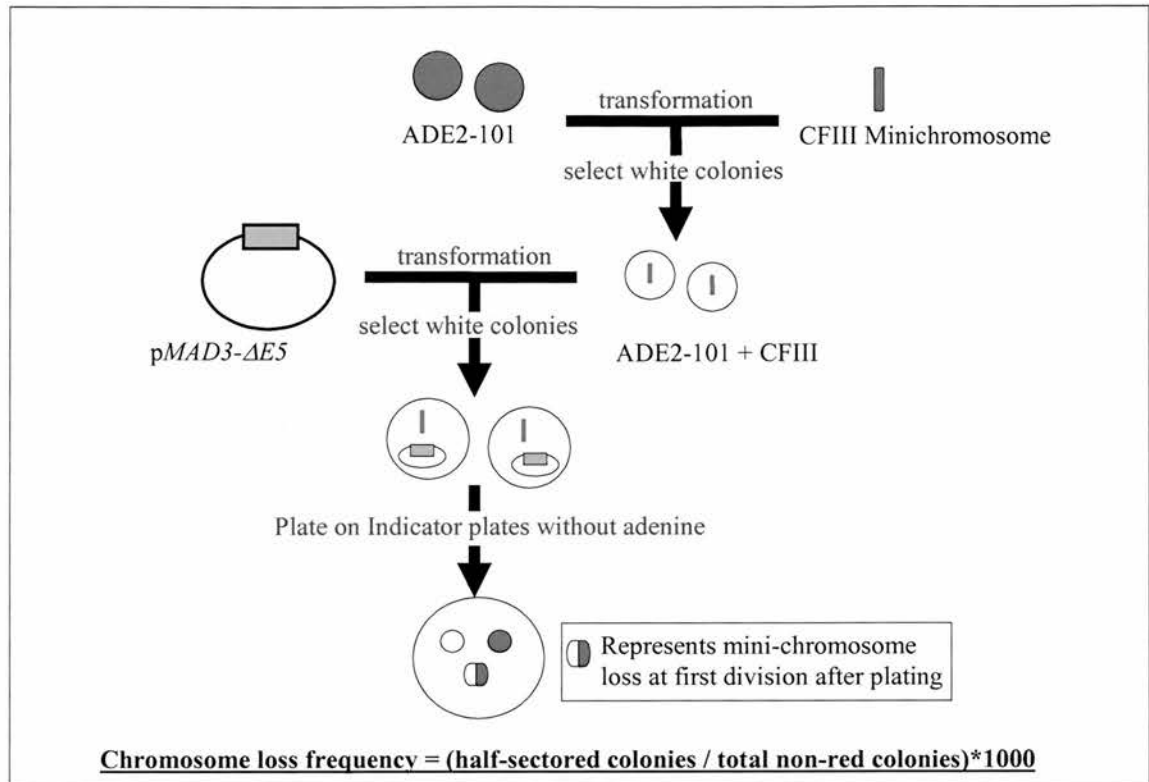 transformation
ADE2-101
CFIII Minichromosome
select white colonies
transformation
select white colonies
pMAD3-ΔE5
ADE2-101 + CFIII
Plate on Indicator plates without adenine
Represents mini-chromosome
loss at first division after plating
Chromosome loss frequency = (half-sectored colonies / total non-red colonies)*1000